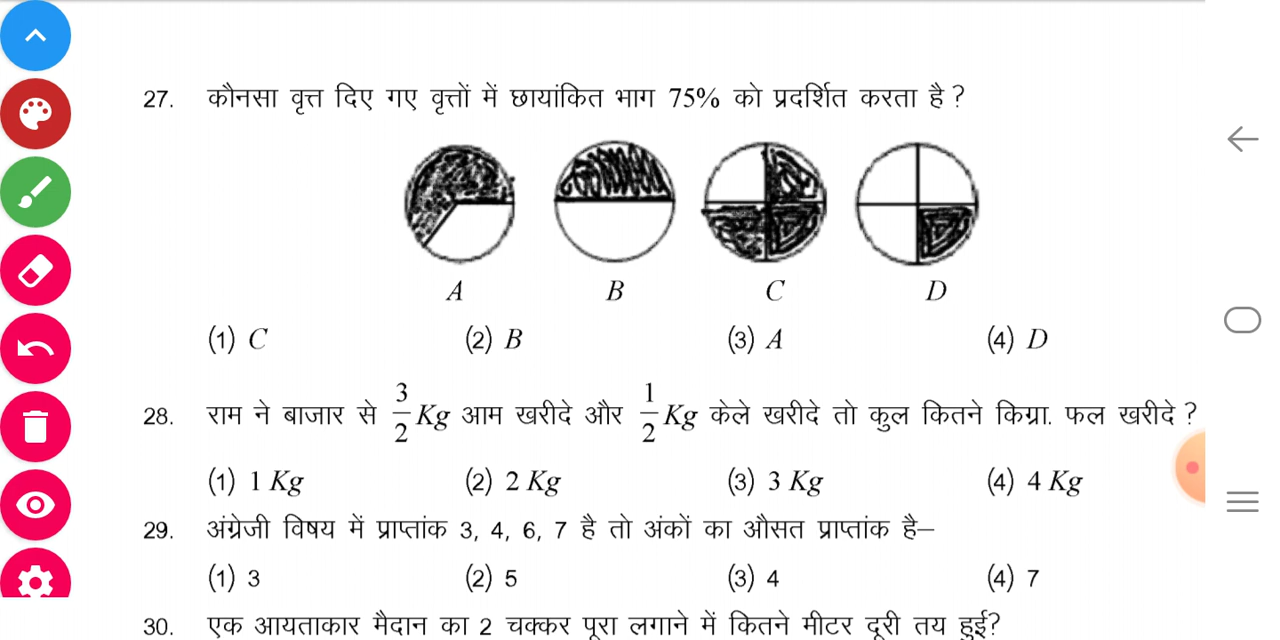 27. कौनसा वृत्त दिए गए वृत्तों में छायांकित भाग 75% को प्रदर्शित करता है ?
A B C D
(1) C (2) B (3) A (4) D
28. राम ने बाजार से 3/2 Kg आम खरीदे और 1/2 Kg केले खरीदे तो कुल कितने किग्रा. फल खरीदे ?
(1) 1 Kg (2) 2 Kg (3) 3 Kg (4) 4 Kg
29. अंग्रेजी विषय में प्राप्तांक 3, 4, 6, 7 है तो अंकों का औसत प्राप्तांक है–
(1) 3 (2) 5 (3) 4 (4) 7
30. एक आयताकार मैदान का 2 चक्कर पूरा लगाने में कितने मीटर दूरी तय हुई?